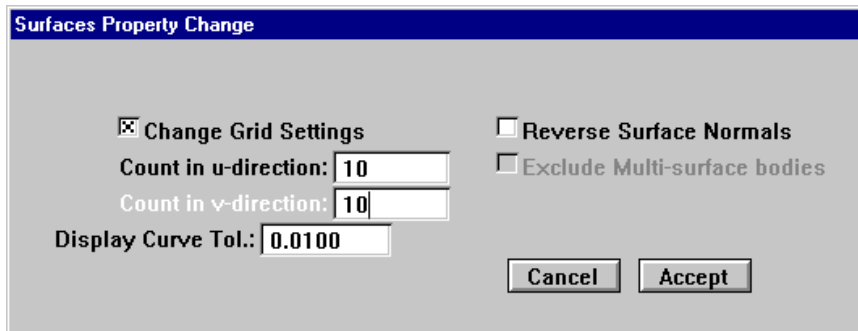 Surfaces Property Change
Change Grid Settings
Reverse Surface Normals
Count in u-direction: 10
Exclude Multi-surface bodies
Count in v-direction: 10
Display Curve Tol.: 0.0100
Cancel
Accept